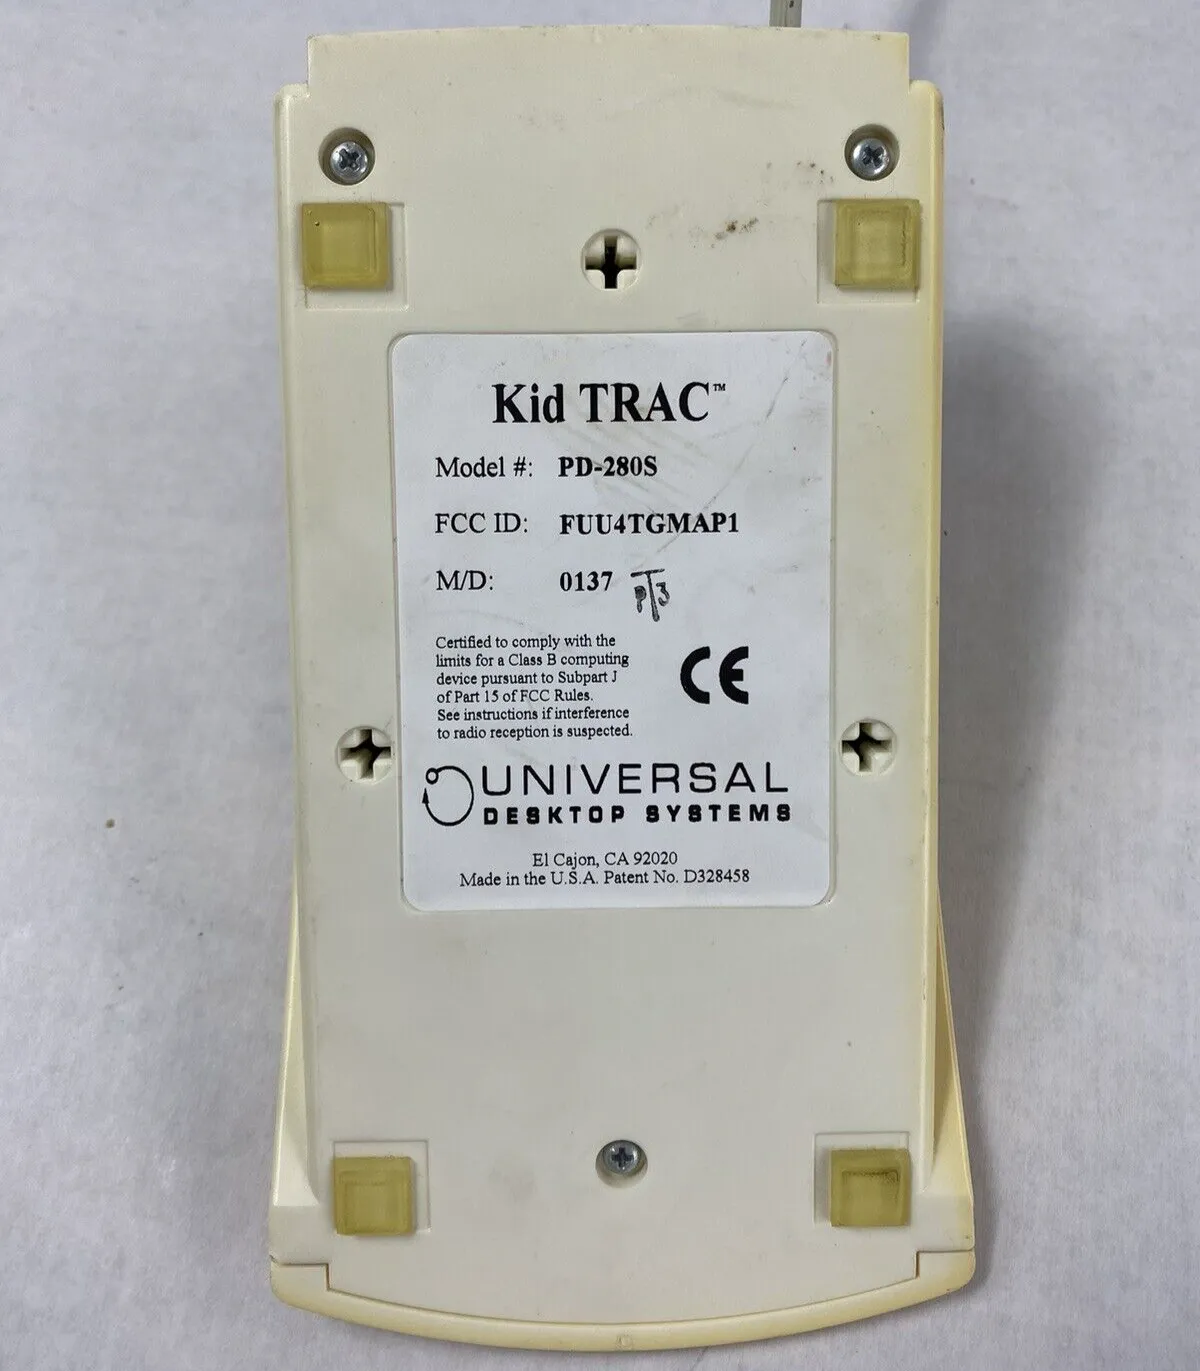 Kid TRAC™
Model #: PD-280S
FCC ID: FUU4TGMAP1
M/D: 0137
Certified to comply with the
limits for a Class B computing
device pursuant to Subpart J
of Part 15 of FCC Rules.
See instructions if interference
to radio reception is suspected.
CE
UNIVERSAL
DESKTOP SYSTEMS
El Cajon, CA 92020
Made in the U.S.A. Patent No. D328458